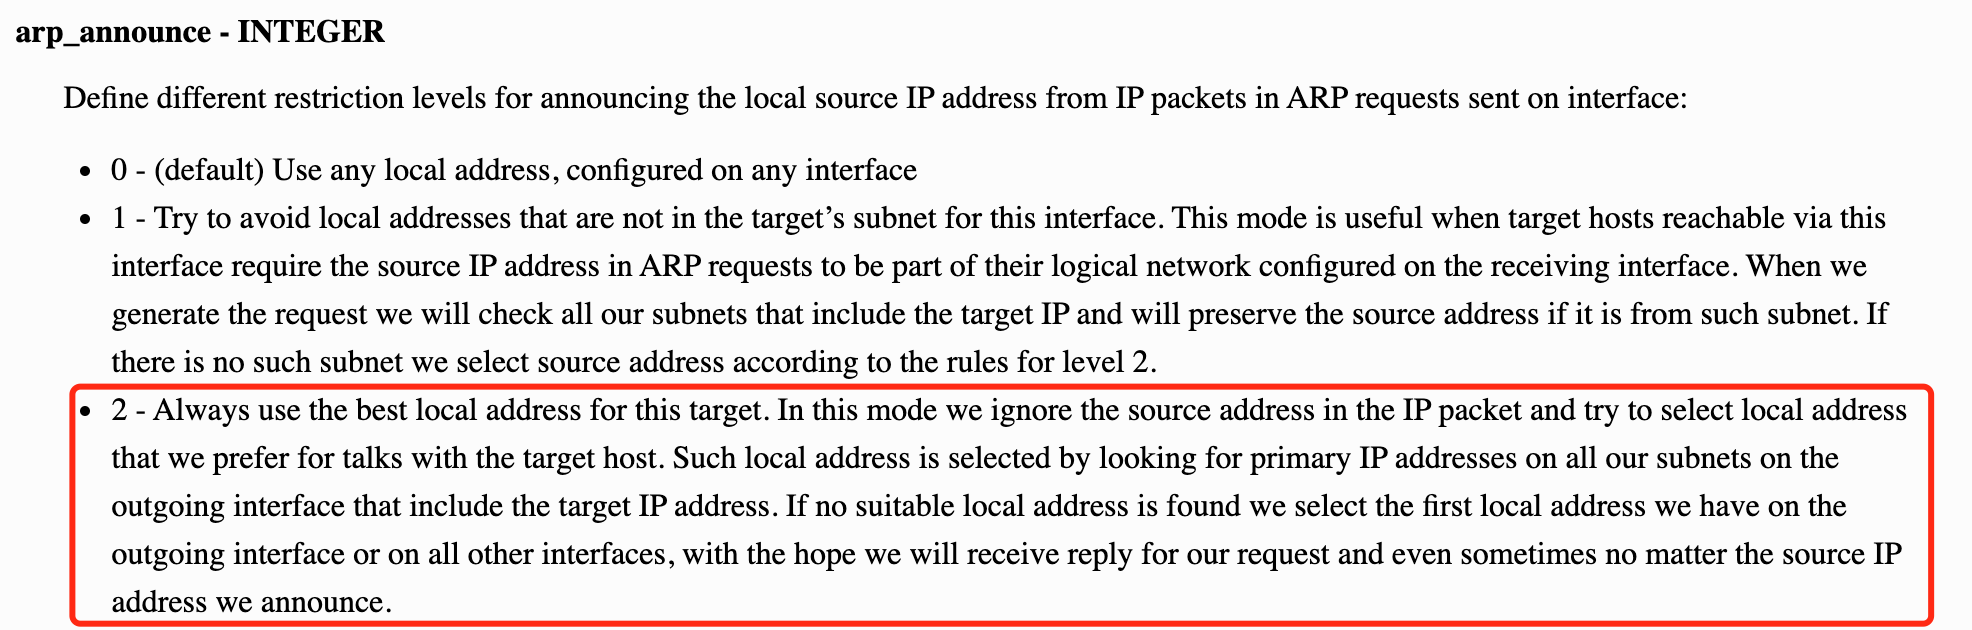 arp_announce - INTEGER
Define different restriction levels for announcing the local source IP address from IP packets in ARP requests sent on interface:
• 0 - (default) Use any local address, configured on any interface
• 1 - Try to avoid local addresses that are not in the target’s subnet for this interface. This mode is useful when target hosts reachable via this
interface require the source IP address in ARP requests to be part of their logical network configured on the receiving interface. When we
generate the request we will check all our subnets that include the target IP and will preserve the source address if it is from such subnet. If
there is no such subnet we select source address according to the rules for level 2.
• 2 - Always use the best local address for this target. In this mode we ignore the source address in the IP packet and try to select local address
that we prefer for talks with the target host. Such local address is selected by looking for primary IP addresses on all our subnets on the
outgoing interface that include the target IP address. If no suitable local address is found we select the first local address we have on the
outgoing interface or on all other interfaces, with the hope we will receive reply for our request and even sometimes no matter the source IP
address we announce.